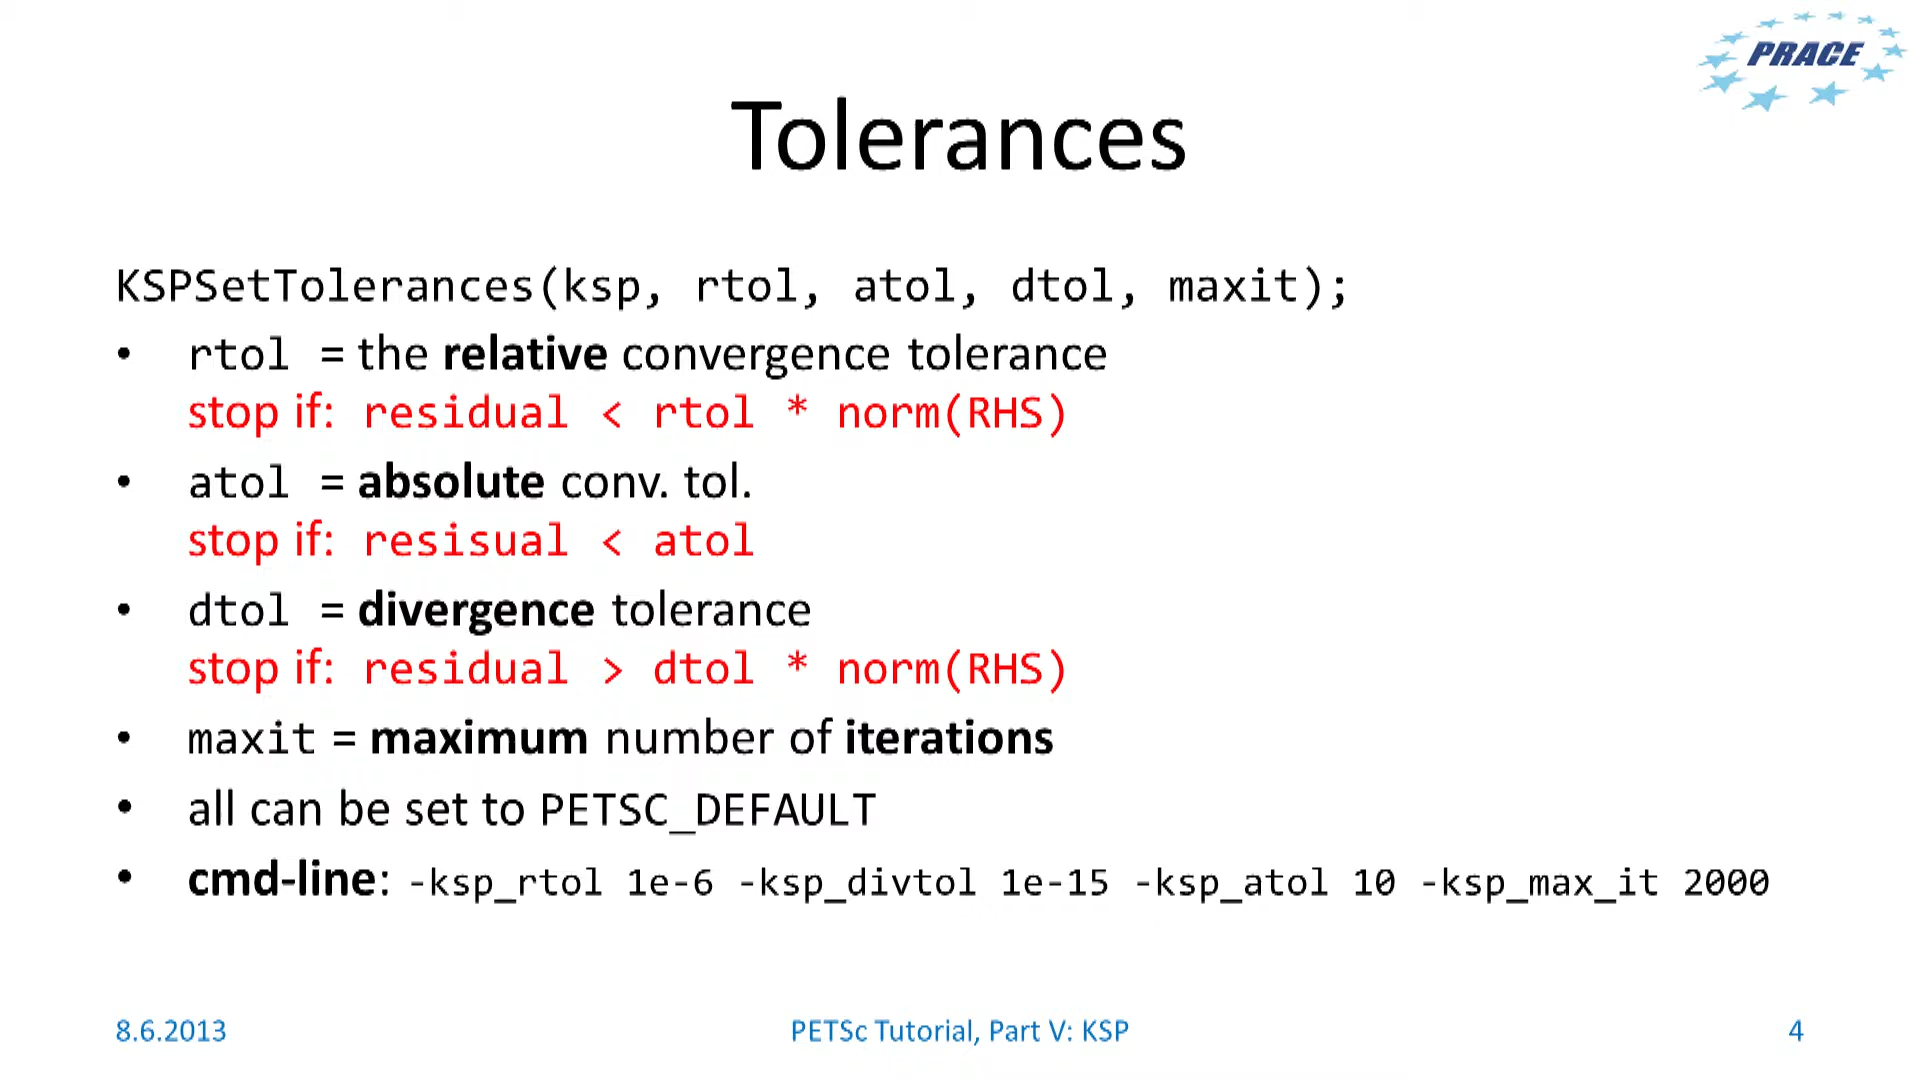 PRACE
Tolerances
KSPSetTolerances(ksp, rtol, atol, dtol, maxit);
• rtol = the relative convergence tolerance
stop if: residual < rtol * norm(RHS)
• atol = absolute conv. tol.
stop if: resisual < atol
• dtol = divergence tolerance
stop if: residual > dtol * norm(RHS)
• maxit = maximum number of iterations
• all can be set to PETSC_DEFAULT
• cmd-line: -ksp_rtol 1e-6 -ksp_divtol 1e-15 -ksp_atol 10 -ksp_max_it 2000
8.6.2013 PETSc Tutorial, Part V: KSP 4